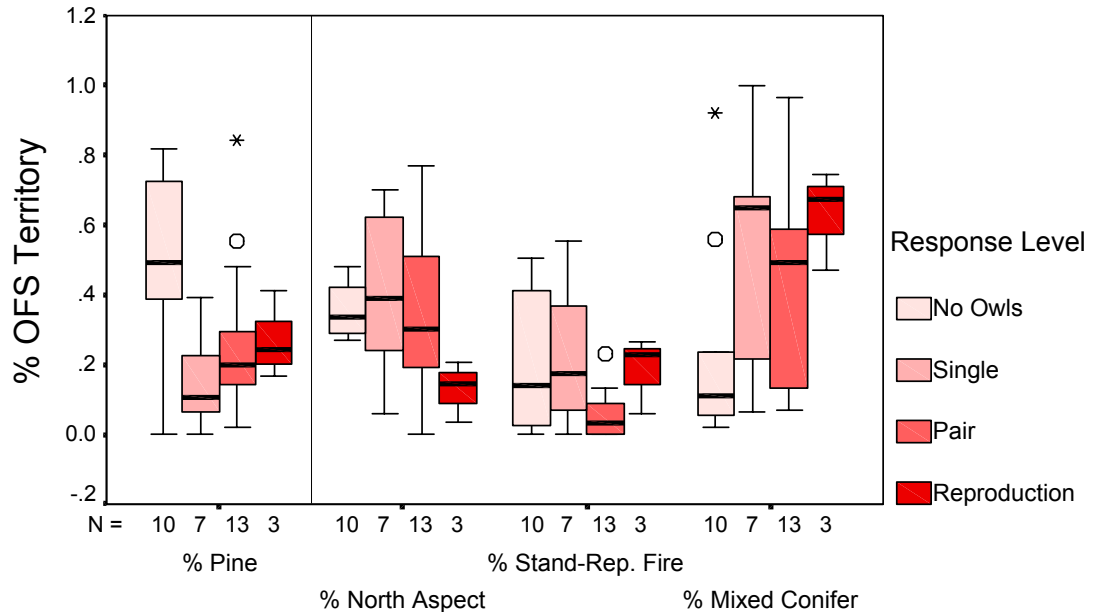 % OFS Territory
1.2
1.0
.8
.6
.4
.2
0.0
-.2
N =
10 7 13 3
10 7 13 3
10 7 13 3
10 7 13 3
% Pine
% North Aspect
% Stand-Rep. Fire
% Mixed Conifer
Response Level
No Owls
Single
Pair
Reproduction